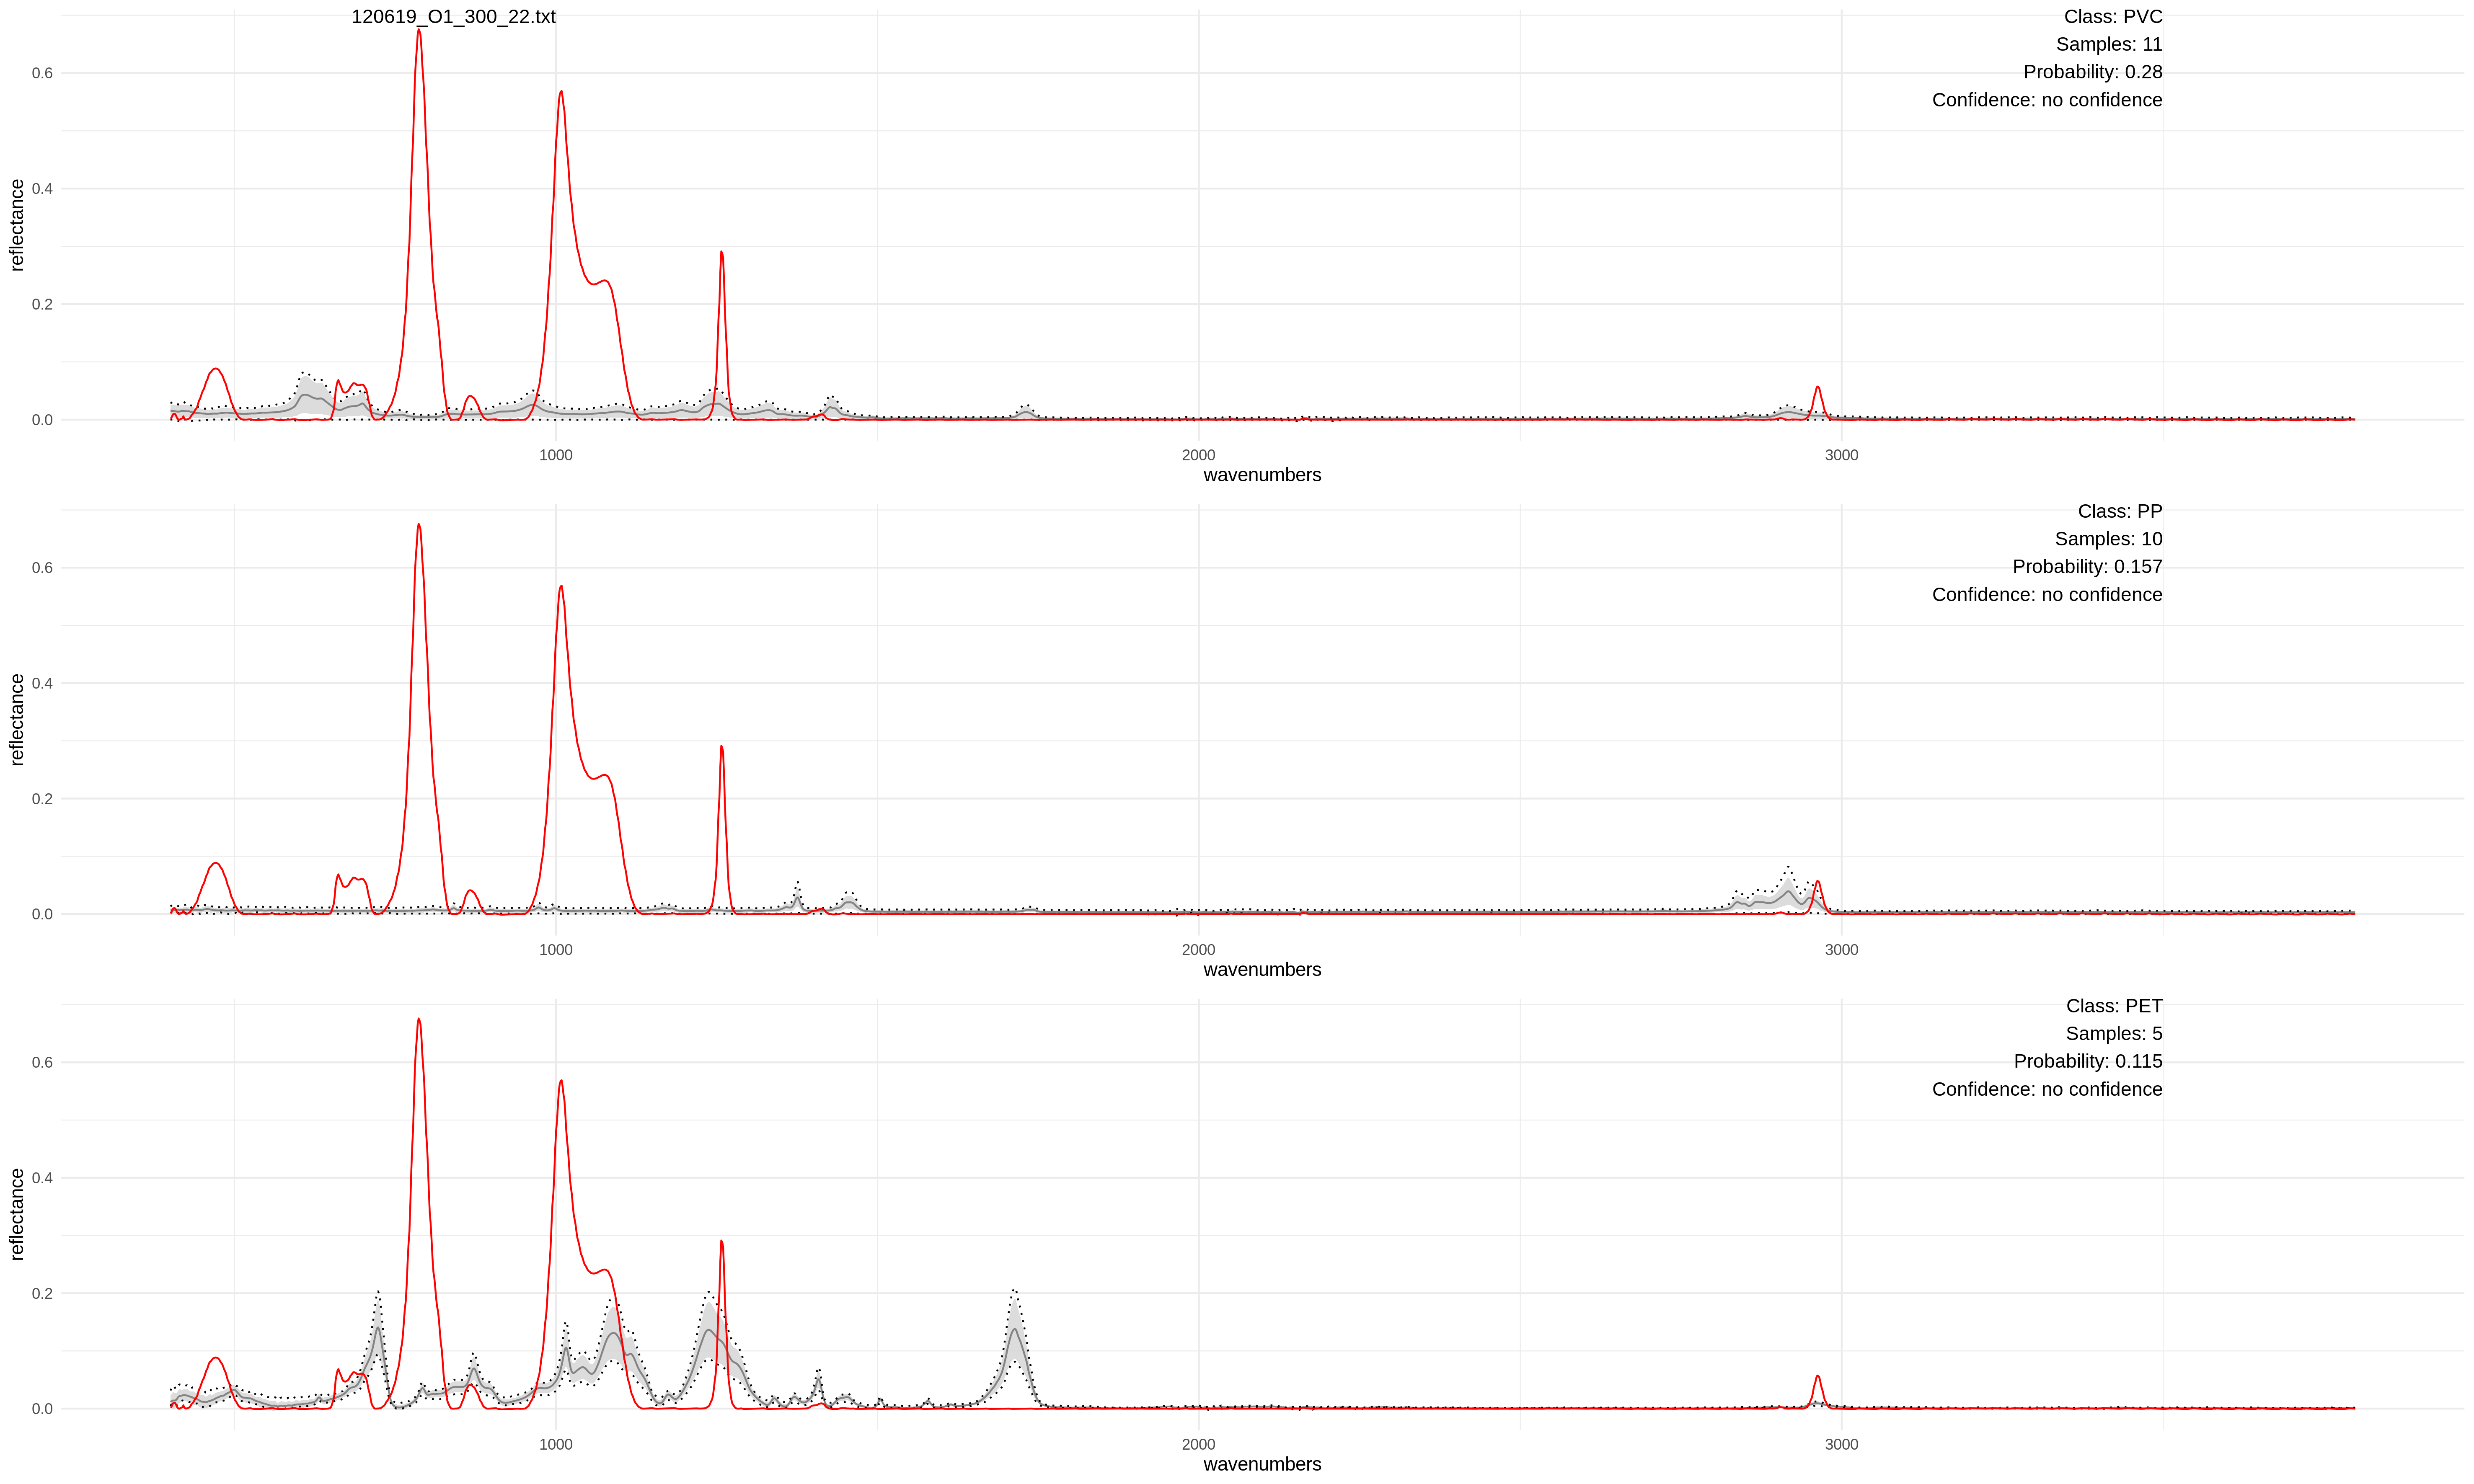 120619_O1_300_22.txt
Class: PVC
Samples: 11
Probability: 0.28
Confidence: no confidence
reflectance
0.6
0.4
0.2
0.0
1000 2000 3000
wavenumbers
Class: PP
Samples: 10
Probability: 0.157
Confidence: no confidence
reflectance
0.6
0.4
0.2
0.0
1000 2000 3000
wavenumbers
Class: PET
Samples: 5
Probability: 0.115
Confidence: no confidence
reflectance
0.6
0.4
0.2
0.0
1000 2000 3000
wavenumbers